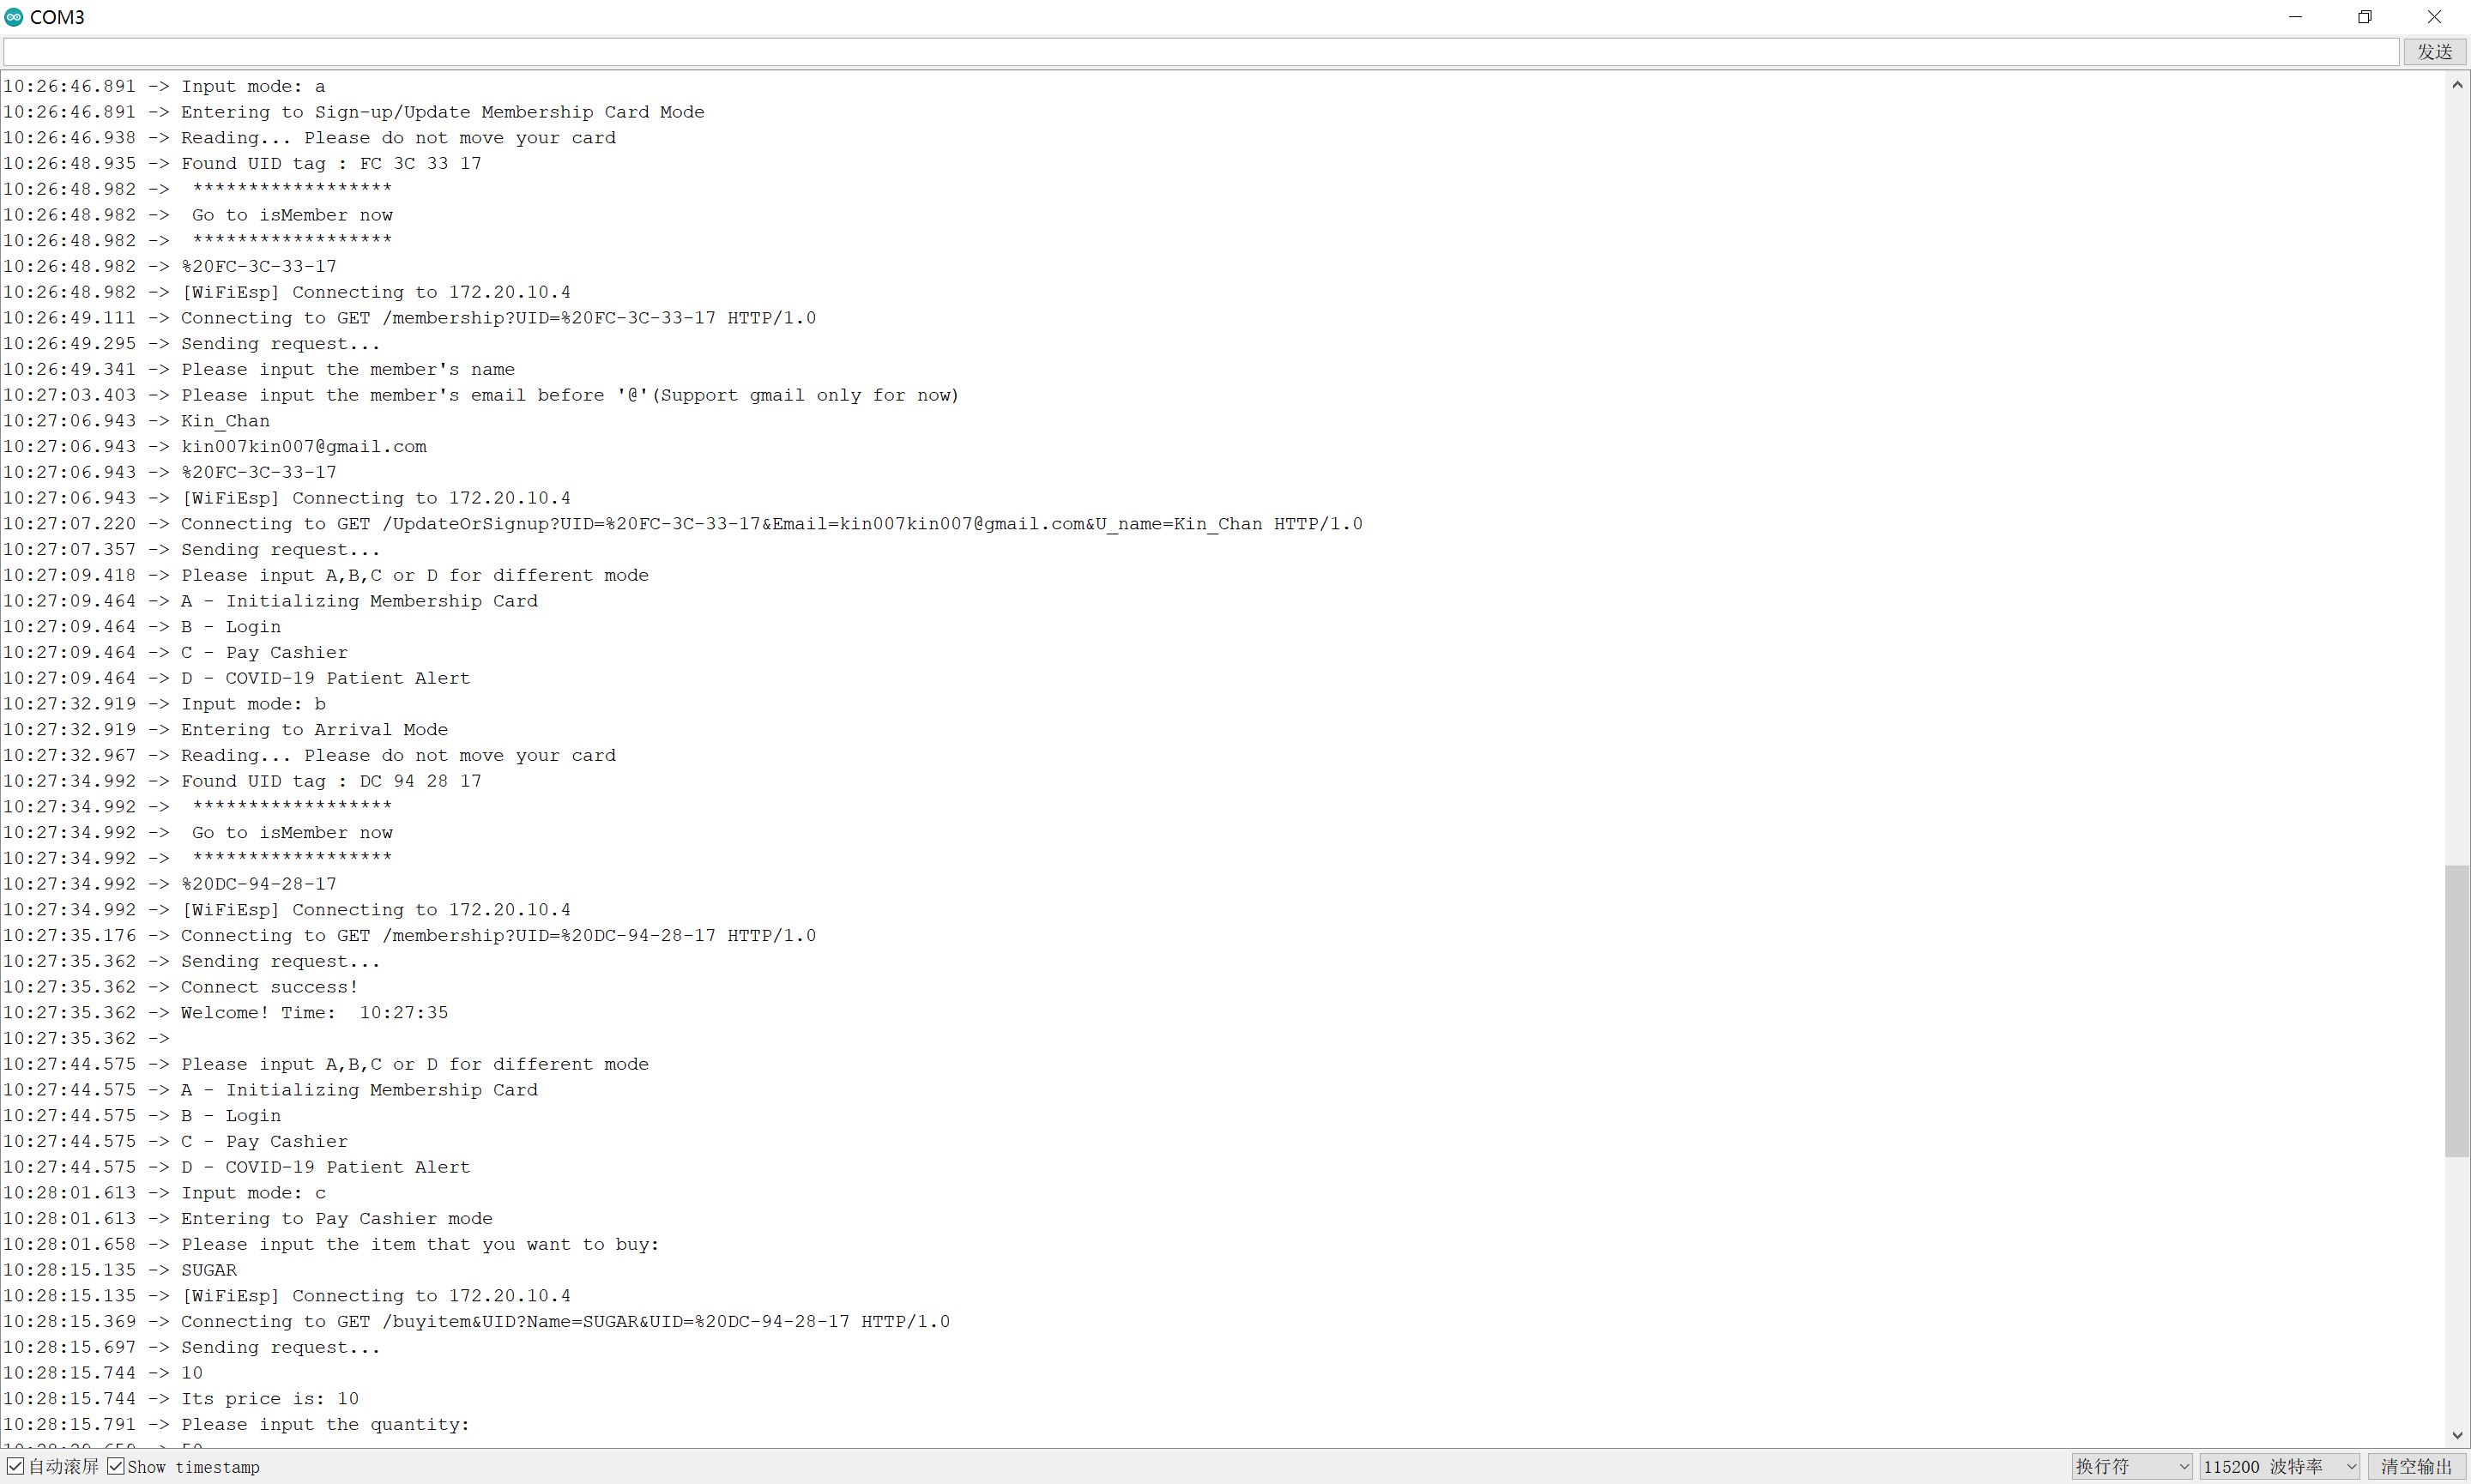 COM3
发送
10:26:46.891 -> Input mode: a
10:26:46.891 -> Entering to Sign-up/Update Membership Card Mode
10:26:46.938 -> Reading... Please do not move your card
10:26:48.935 -> Found UID tag : FC 3C 33 17
10:26:48.982 ->  ******************
10:26:48.982 ->  Go to isMember now
10:26:48.982 ->  ******************
10:26:48.982 -> %20FC-3C-33-17
10:26:48.982 -> [WiFiEsp] Connecting to 172.20.10.4
10:26:49.111 -> Connecting to GET /membership?UID=%20FC-3C-33-17 HTTP/1.0
10:26:49.295 -> Sending request...
10:26:49.341 -> Please input the member's name
10:27:03.403 -> Please input the member's email before '@'(Support gmail only for now)
10:27:06.943 -> Kin_Chan
10:27:06.943 -> kin007kin007@gmail.com
10:27:06.943 -> %20FC-3C-33-17
10:27:06.943 -> [WiFiEsp] Connecting to 172.20.10.4
10:27:07.220 -> Connecting to GET /UpdateOrSignup?UID=%20FC-3C-33-17&Email=kin007kin007@gmail.com&U_name=Kin_Chan HTTP/1.0
10:27:07.357 -> Sending request...
10:27:09.418 -> Please input A,B,C or D for different mode
10:27:09.464 -> A - Initializing Membership Card
10:27:09.464 -> B - Login
10:27:09.464 -> C - Pay Cashier
10:27:09.464 -> D - COVID-19 Patient Alert
10:27:32.919 -> Input mode: b
10:27:32.919 -> Entering to Arrival Mode
10:27:32.967 -> Reading... Please do not move your card
10:27:34.992 -> Found UID tag : DC 94 28 17
10:27:34.992 ->  ******************
10:27:34.992 ->  Go to isMember now
10:27:34.992 ->  ******************
10:27:34.992 -> %20DC-94-28-17
10:27:34.992 -> [WiFiEsp] Connecting to 172.20.10.4
10:27:35.176 -> Connecting to GET /membership?UID=%20DC-94-28-17 HTTP/1.0
10:27:35.362 -> Sending request...
10:27:35.362 -> Connect success!
10:27:35.362 -> Welcome! Time:  10:27:35
10:27:35.362 ->
10:27:44.575 -> Please input A,B,C or D for different mode
10:27:44.575 -> A - Initializing Membership Card
10:27:44.575 -> B - Login
10:27:44.575 -> C - Pay Cashier
10:27:44.575 -> D - COVID-19 Patient Alert
10:28:01.613 -> Input mode: c
10:28:01.613 -> Entering to Pay Cashier mode
10:28:01.658 -> Please input the item that you want to buy:
10:28:15.135 -> SUGAR
10:28:15.135 -> [WiFiEsp] Connecting to 172.20.10.4
10:28:15.369 -> Connecting to GET /buyitem&UID?Name=SUGAR&UID=%20DC-94-28-17 HTTP/1.0
10:28:15.697 -> Sending request...
10:28:15.744 -> 10
10:28:15.744 -> Its price is: 10
10:28:15.791 -> Please input the quantity:
自动滚屏 Show timestamp 换行符 115200 波特率 清空输出